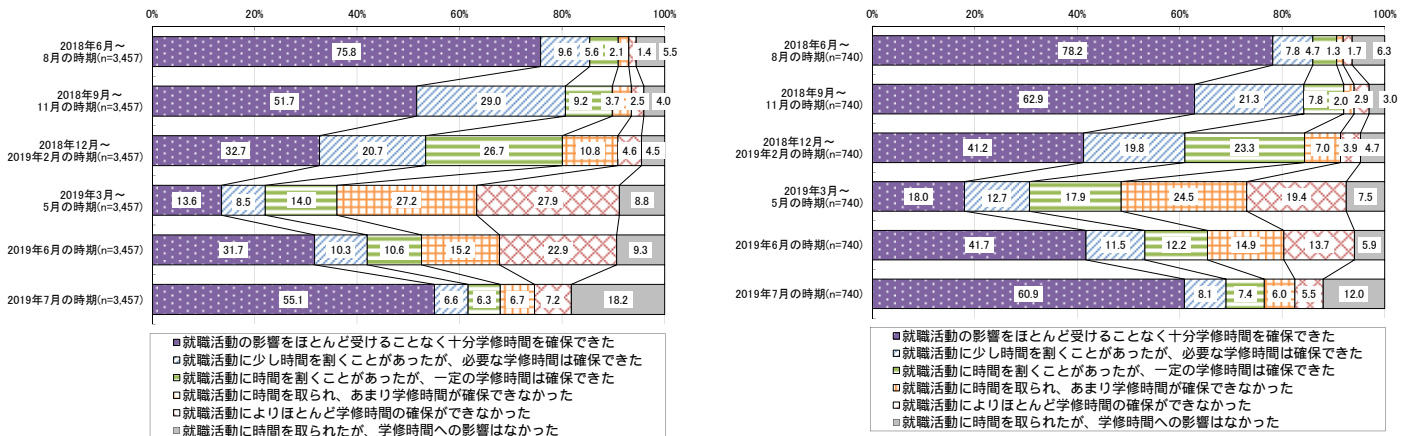 0% 20% 40% 60% 80% 100%
2018年6月～
8月の時期(n=3,457)
75.8 9.6 5.6 2.1 1.4 5.5
2018年9月～
11月の時期(n=3,457)
51.7 29.0 9.2 3.7 2.5 4.0
2018年12月～
2019年2月の時期(n=3,457)
32.7 20.7 26.7 10.8 4.6 4.5
2019年3月～
5月の時期(n=3,457)
13.6 8.5 14.0 27.2 27.9 8.8
2019年6月の時期(n=3,457)
31.7 10.3 10.6 15.2 22.9 9.3
2019年7月の時期(n=3,457)
55.1 6.6 6.3 6.7 7.2 18.2
就職活動の影響をほとんど受けることなく十分学修時間を確保できた
就職活動に少し時間を割くことがあったが、必要な学修時間は確保できた
就職活動に時間を割くことがあったが、一定の学修時間は確保できた
就職活動に時間を取られ、あまり学修時間が確保できなかった
就職活動によりほとんど学修時間の確保ができなかった
就職活動に時間を取られたが、学修時間への影響はなかった
0% 20% 40% 60% 80% 100%
2018年6月～
8月の時期(n=740)
78.2 7.8 4.7 1.3 1.7 6.3
2018年9月～
11月の時期(n=740)
62.9 21.3 7.8 2.0 2.9 3.0
2018年12月～
2019年2月の時期(n=740)
41.2 19.8 23.3 7.0 3.9 4.7
2019年3月～
5月の時期(n=740)
18.0 12.7 17.9 24.5 19.4 7.5
2019年6月の時期(n=740)
41.7 11.5 12.2 14.9 13.7 5.9
2019年7月の時期(n=740)
60.9 8.1 7.4 6.0 5.5 12.0
就職活動の影響をほとんど受けることなく十分学修時間を確保できた
就職活動に少し時間を割くことがあったが、必要な学修時間は確保できた
就職活動に時間を割くことがあったが、一定の学修時間は確保できた
就職活動に時間を取られ、あまり学修時間が確保できなかった
就職活動によりほとんど学修時間の確保ができなかった
就職活動に時間を取られたが、学修時間への影響はなかった